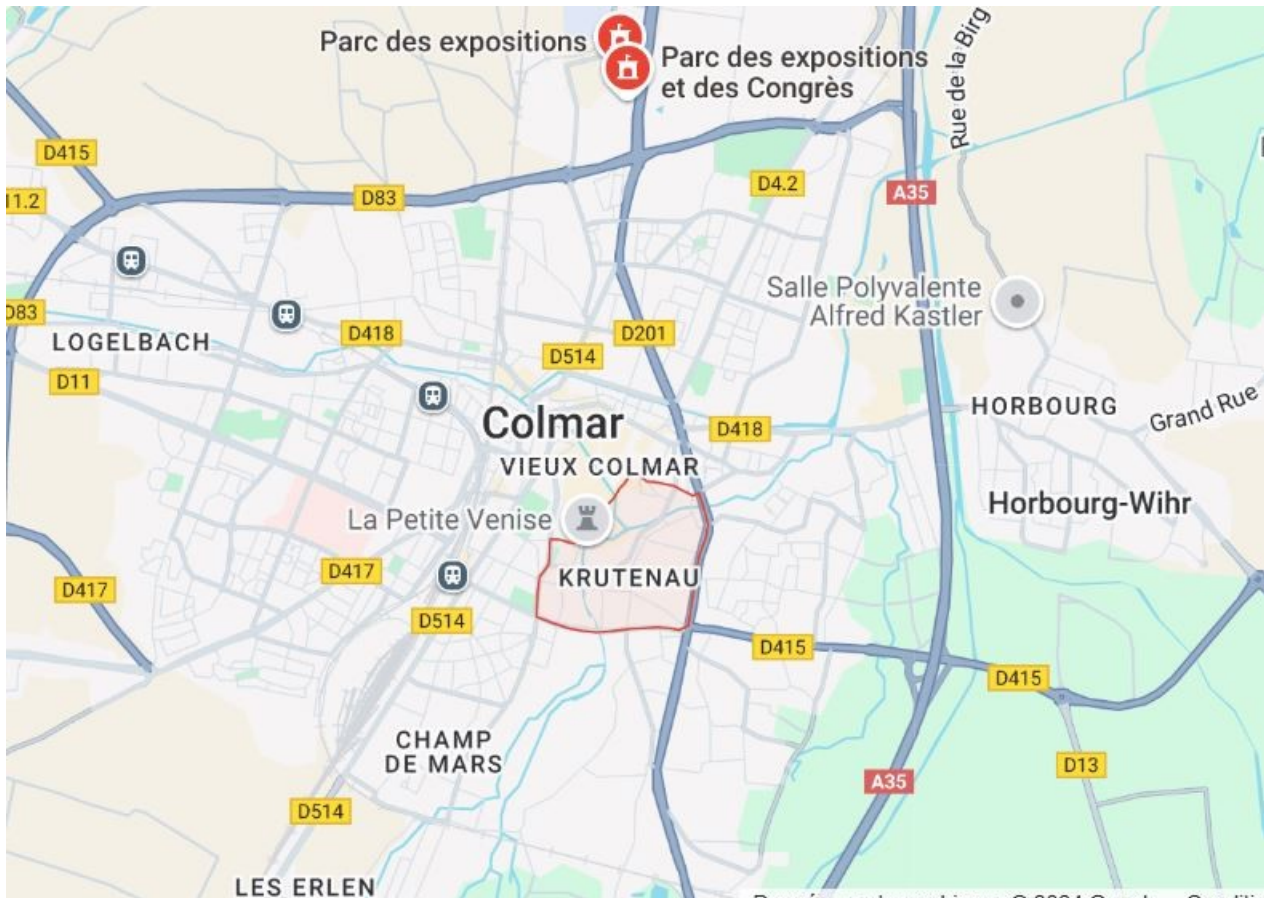 Parc des expositions
Parc des expositions
et des Congrès
Rue de la Birg
D415
D4.2
A35
11.2
D83
Salle Polyvalente
Alfred Kastler
D83
LOGELBACH
D418
D201
D514
D11
HORBOURG
Grand Rue
Colmar
D418
VIEUX COLMAR
Horbourg-Wihr
La Petite Venise
D417
KRUTENAU
D417
D514
D415
D415
CHAMP
DE MARS
D13
A35
D514
LES ERLEN